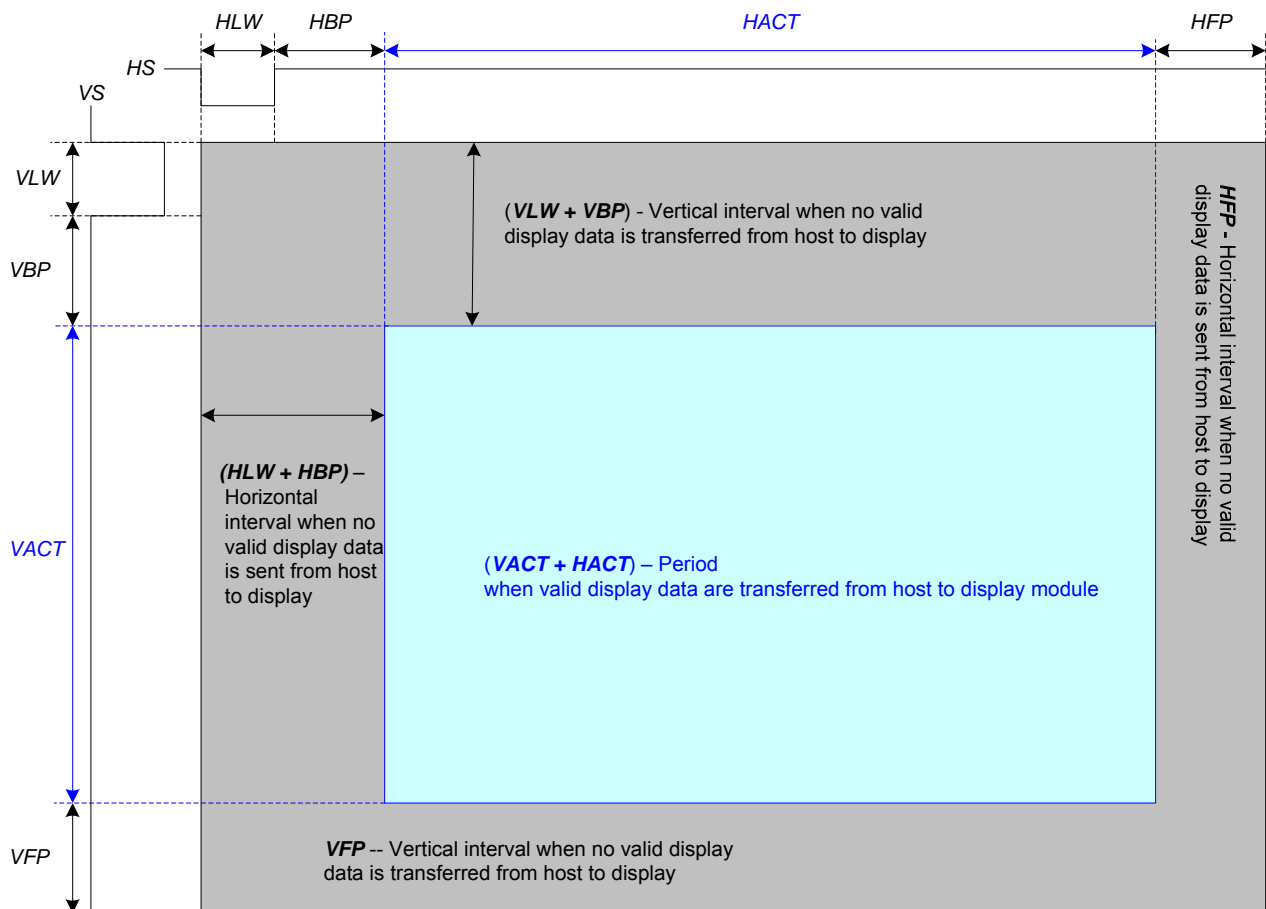 HLW HBP HACT HFP
HS
VS
VLW
(VLW + VBP) - Vertical interval when no valid
display data is transferred from host to display
HFP - Horizontal interval when no valid
display data is sent from host to display
VBP
(HLW + HBP) –
Horizontal
interval when no
valid display data
is sent from host
to display
VACT
(VACT + HACT) – Period
when valid display data are transferred from host to display module
VFP
VFP -- Vertical interval when no valid display
data is transferred from host to display